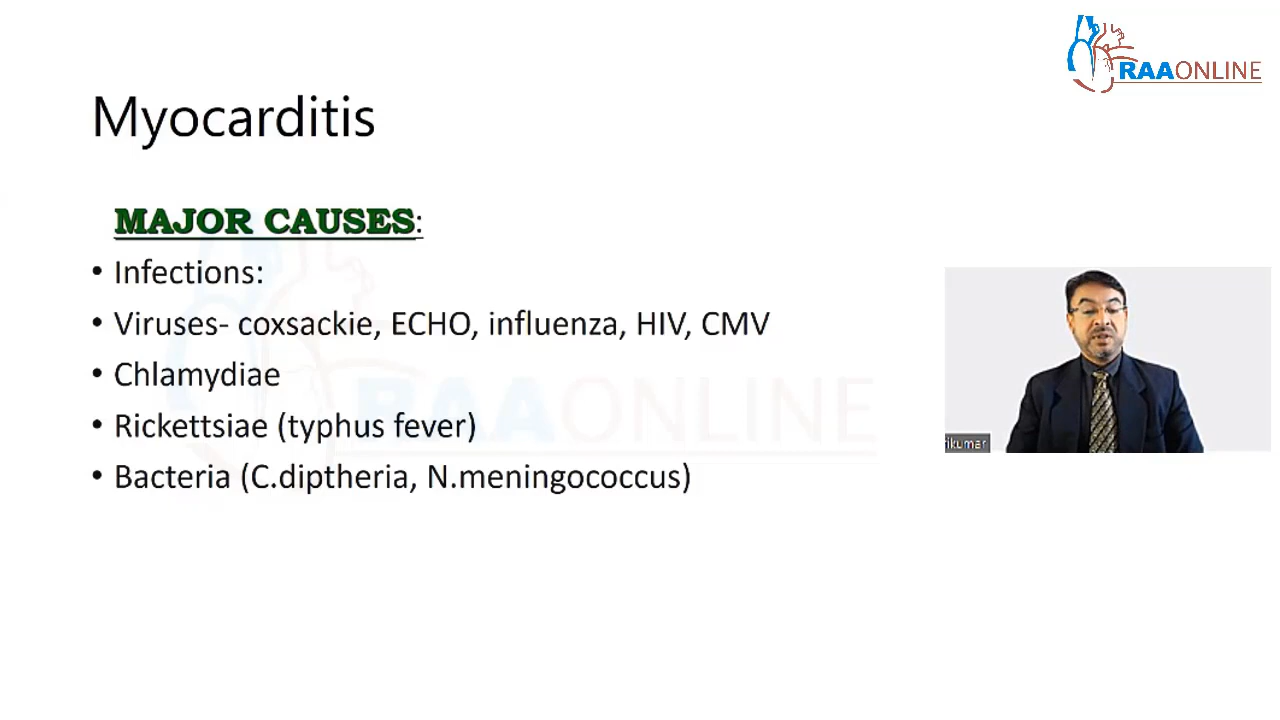 RAAONLINE
Myocarditis
MAJOR CAUSES:
• Infections:
• Viruses- coxsackie, ECHO, influenza, HIV, CMV
• Chlamydiae
• Rickettsiae (typhus fever)
• Bacteria (C.diptheria, N.meningococcus)
RAAONLINE
rikumar